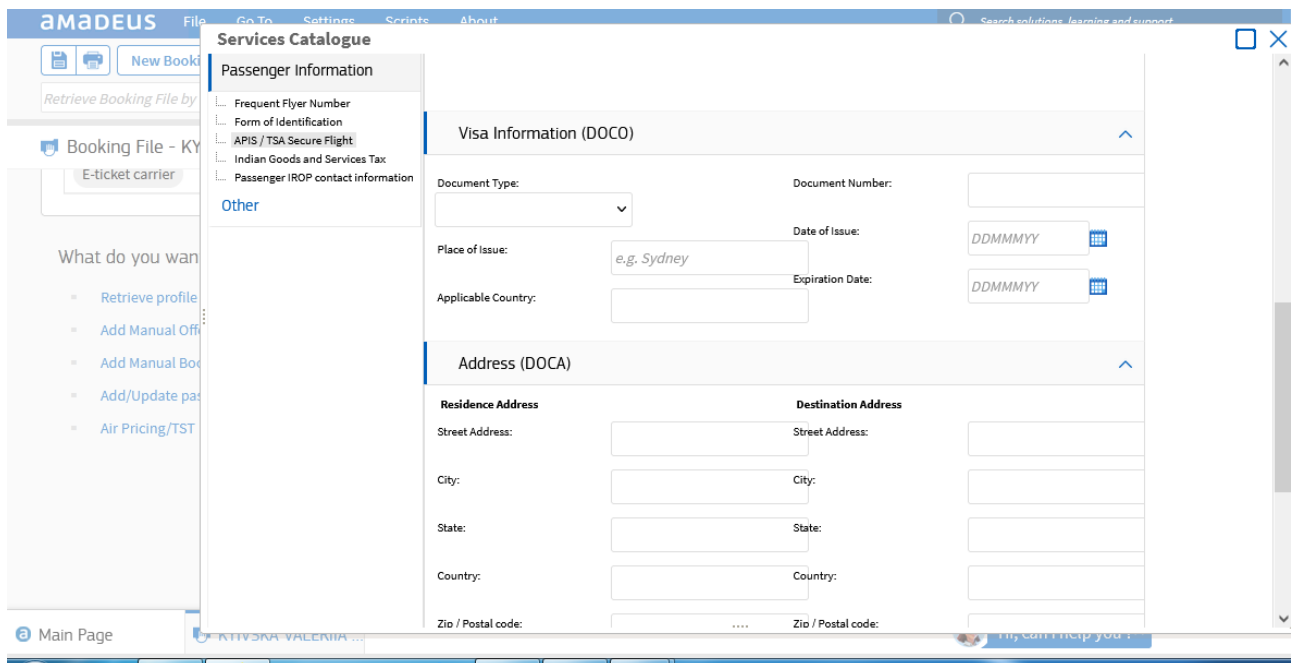 amadeus File Go To Settings Scripts About Search solutions, learning and support
Services Catalogue
New Booki
Retrieve Booking File by
Booking File - KY
E-ticket carrier
What do you wan
Retrieve profile
Add Manual Offe
Add Manual Boo
Add/Update pas
Air Pricing/TST
Passenger Information
Frequent Flyer Number
Form of Identification
APIS / TSA Secure Flight
Indian Goods and Services Tax
Passenger IROP contact information
Other
Visa Information (DOCO)
Document Type:
Document Number:
Date of Issue:
DDMMMYY
Place of Issue:
e.g. Sydney
Expiration Date:
DDMMMYY
Applicable Country:
Address (DOCA)
Residence Address
Destination Address
Street Address:
Street Address:
City:
City:
State:
State:
Country:
Country:
Zip / Postal code:
Zip / Postal code:
Main Page
KYIVSKA VALERIIA ...
Hi, can I help you ?